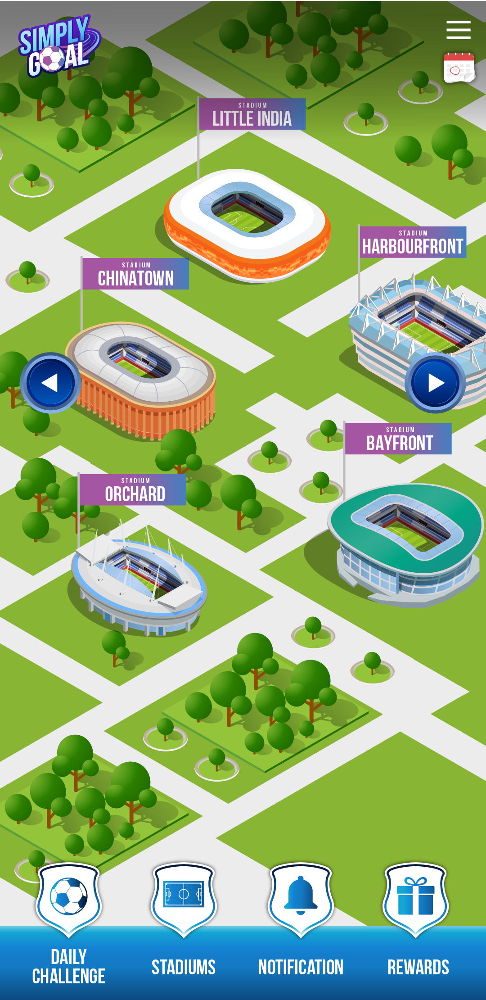 SIMPLY
GOAL
STADIUM
LITTLE INDIA
STADIUM
HARBOURFRONT
STADIUM
CHINATOWN
STADIUM
BAYFRONT
STADIUM
ORCHARD
DAILY
CHALLENGE
STADIUMS
NOTIFICATION
REWARDS